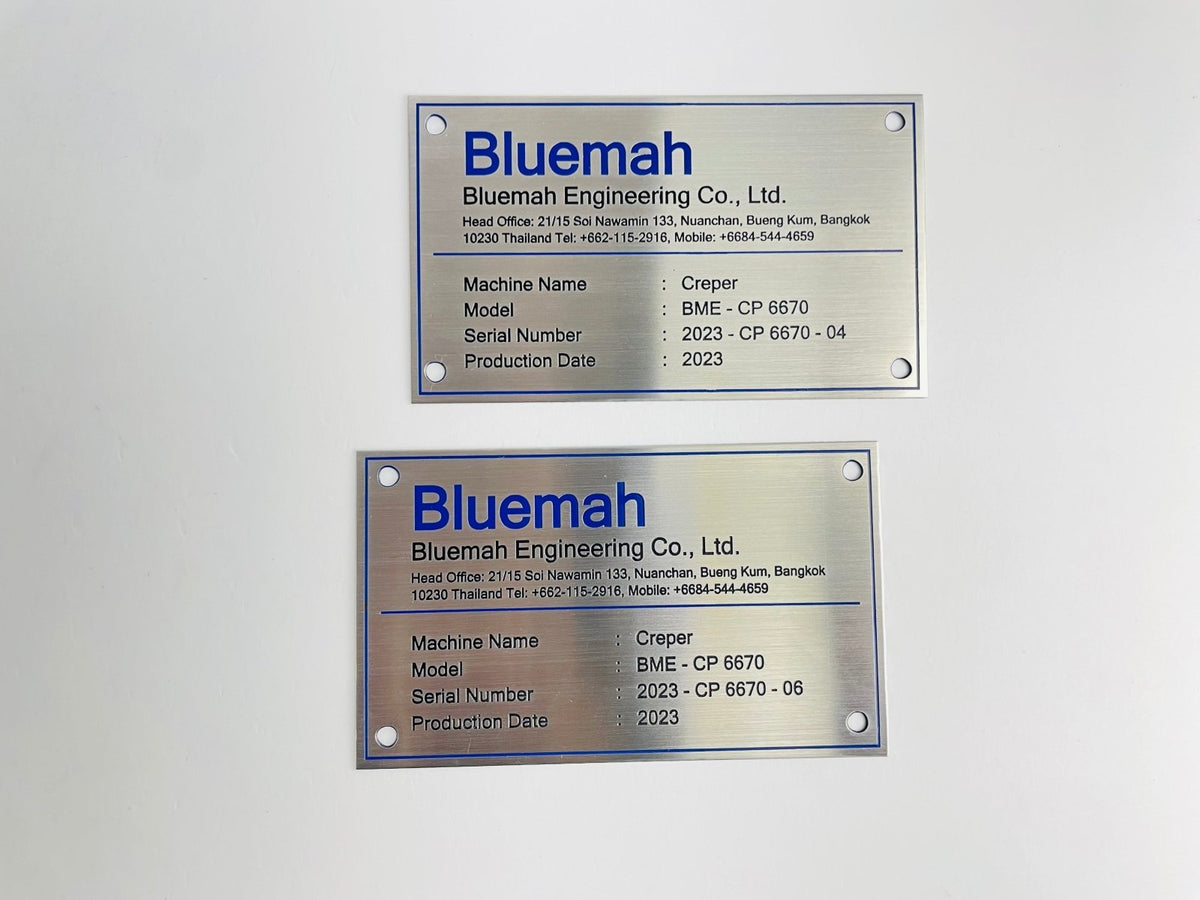 Bluemah
Bluemah Engineering Co., Ltd.
Head Office: 21/15 Soi Nawamin 133, Nuanchan, Bueng Kum, Bangkok
10230 Thailand Tel: +662-115-2916, Mobile: +6684-544-4659
Machine Name : Creper
Model : BME - CP 6670
Serial Number : 2023 - CP 6670 - 04
Production Date : 2023
Bluemah
Bluemah Engineering Co., Ltd.
Head Office: 21/15 Soi Nawamin 133, Nuanchan, Bueng Kum, Bangkok
10230 Thailand Tel: +662-115-2916, Mobile: +6684-544-4659
Machine Name : Creper
Model : BME - CP 6670
Serial Number : 2023 - CP 6670 - 06
Production Date : 2023